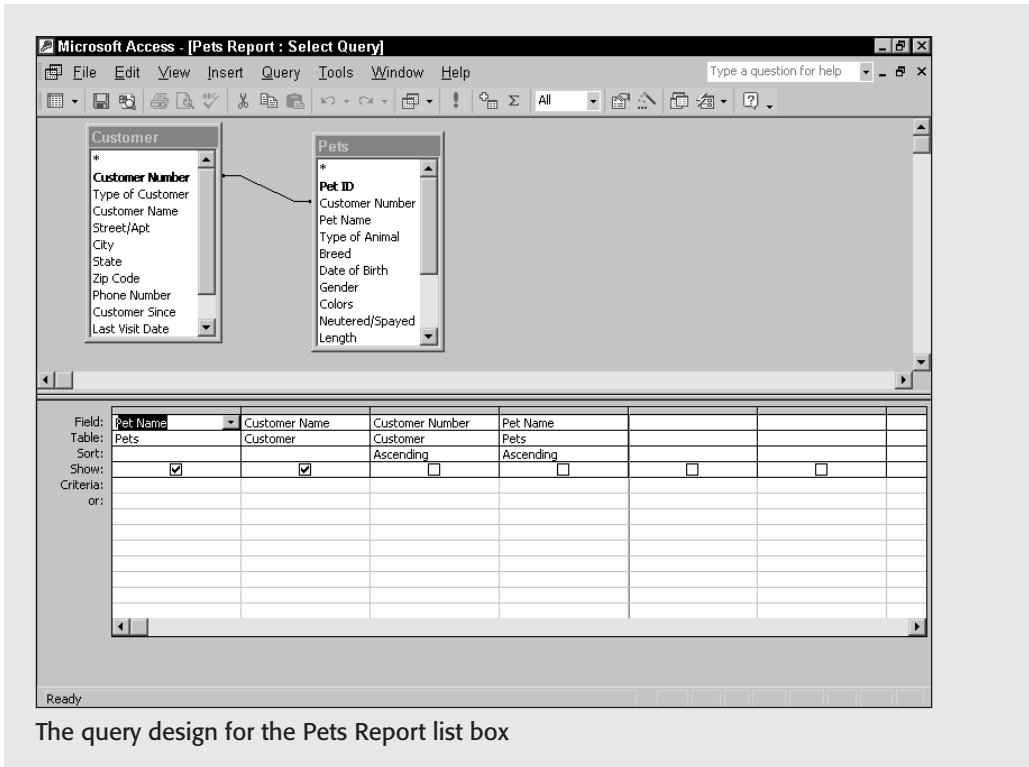 Microsoft Access - [Pets Report : Select Query]
File Edit View Insert Query Tools Window Help
Type a question for help
All
Customer
*
Customer Number
Type of Customer
Customer Name
Street/Apt
City
State
Zip Code
Phone Number
Customer Since
Last Visit Date
Pets
*
Pet ID
Customer Number
Pet Name
Type of Animal
Breed
Date of Birth
Gender
Colors
Neutered/Spayed
Length
Field: Pet Name Customer Name Customer Number Pet Name
Table: Pets Customer Customer Pets
Sort: Ascending Ascending
Show:
Criteria:
or:
Ready
The query design for the Pets Report list box